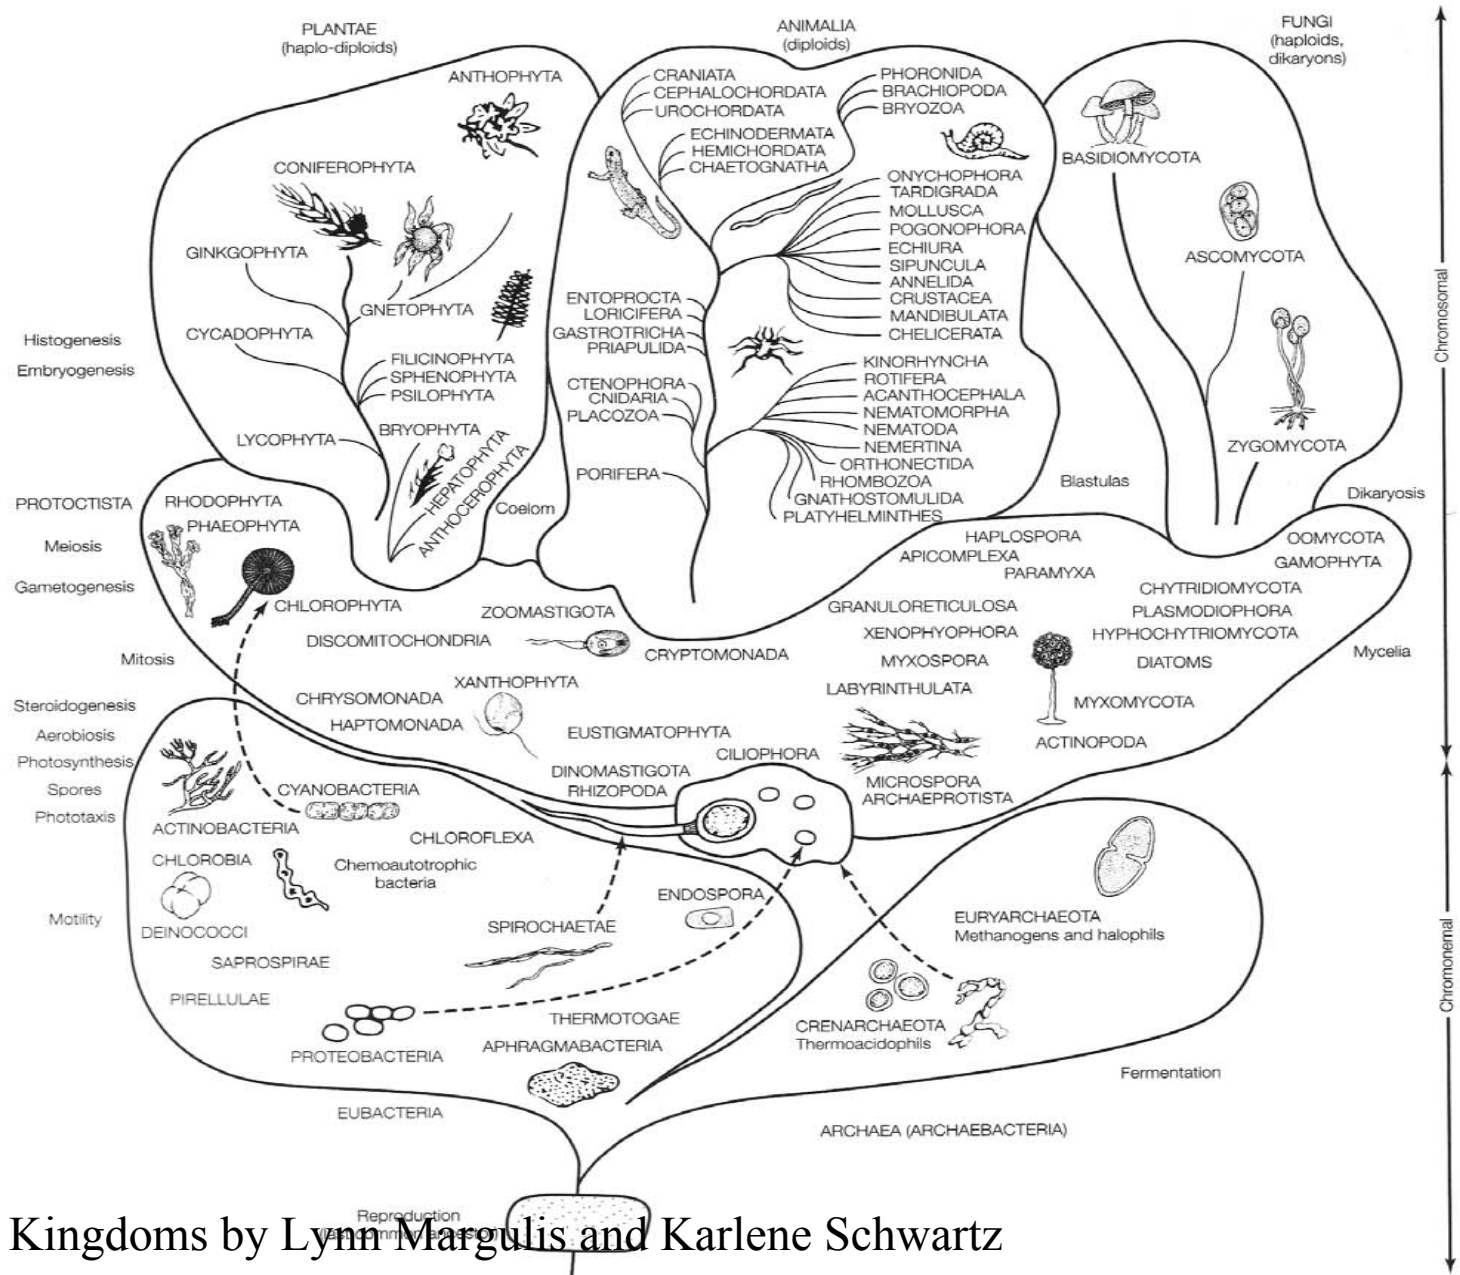 PLANTAE
(haplo-diploids)
ANIMALIA
(diploids)
FUNGI
(haploids,
dikaryons)
ANTHOPHYTA
CONIFEROPHYTA
GINKGOPHYTA
GNETOPHYTA
CYCADOPHYTA
FILICINOPHYTA
SPHENOPHYTA
PSILOPHYTA
LYCOPHYTA
BRYOPHYTA
HEPATOPHYTA
ANTHOCEROPHYTA
CRANIATA
CEPHALOCHORDATA
UROCHORDATA
ECHINODERMATA
HEMICHORDATA
CHAETOGNATHA
PHORONIDA
BRACHIOPODA
BRYOZOA
ONYCHOPHORA
TARDIGRADA
MOLLUSCA
POGONOPHORA
ECHIURA
SIPUNCULA
ANNELIDA
CRUSTACEA
MANDIBULATA
CHELICERATA
ENTOPROCTA
LORICIFERA
GASTROTRICHA
PRIAPULIDA
CTENOPHORA
CNIDARIA
PLACOZOA
PORIFERA
KINORHYNCHA
ROTIFERA
ACANTHOCEPHALA
NEMATOMORPHA
NEMATODA
NEMERTINA
ORTHONECTIDA
RHOMBOZOA
GNATHOSTOMULIDA
PLATYHELMINTHES
BASIDIOMYCOTA
ASCOMYCOTA
ZYGOMYCOTA
Histogenesis
Embryogenesis
Coelom
Blastulas
Dikaryosis
Chromosomal
PROTOCTISTA
Meiosis
Gametogenesis
Mitosis
Mycelia
RHODOPHYTA
PHAEOPHYTA
CHLOROPHYTA
ZOOMASTIGOTA
DISCOMITOCHONDRIA
CRYPTOMONADA
XANTHOPHYTA
CHRYSOMONADA
HAPTOMONADA
EUSTIGMATOPHYTA
DINOMASTIGOTA
RHIZOPODA
CILIOPHORA
HAPLOSPORA
APICOMPLEXA
PARAMYXA
GRANULORETICULOSA
XENOPHYOPHORA
MYXOSPORA
LABYRINTHULATA
MICROSPORA
ARCHAEPROTISTA
OOMYCOTA
GAMOPHYTA
CHYTRIDIOMYCOTA
PLASMODIOPHORA
HYPHOCHYTRIOMYCOTA
DIATOMS
MYXOMYCOTA
ACTINOPODA
Steroidogenesis
Aerobiosis
Photosynthesis
Spores
Phototaxis
Motility
CYANOBACTERIA
ACTINOBACTERIA
CHLOROFLEXA
CHLOROBIA
Chemoautotrophic
bacteria
DEINOCOCCI
SAPROSPIRAE
PIRELLULAE
PROTEOBACTERIA
SPIROCHAETAE
ENDOSPORA
THERMOTOGAE
APHRAGMABACTERIA
EUBACTERIA
EURYARCHAEOTA
Methanogens and halophils
CRENARCHAEOTA
Thermoacidophils
Fermentation
ARCHAEA (ARCHAEBACTERIA)
Chromonemal
Reproduction
(last common ancestor)
Kingdoms by Lynn Margulis and Karlene Schwartz